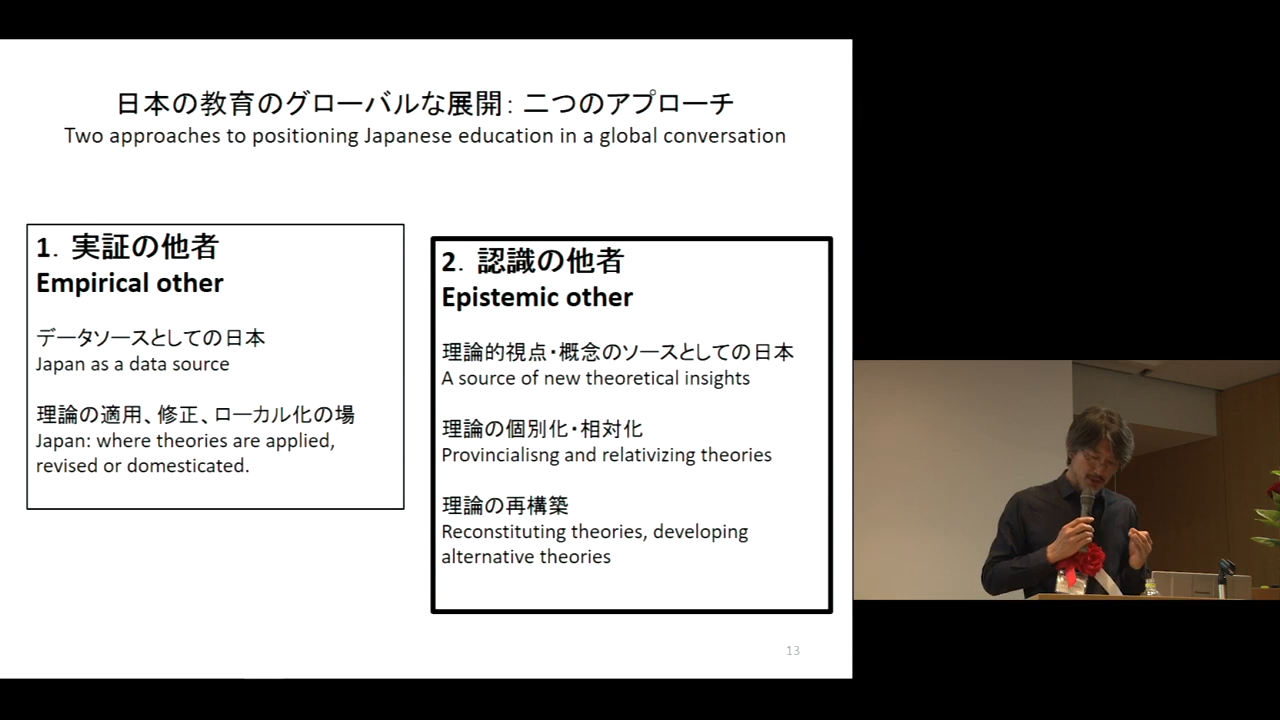 日本の教育のグローバルな展開: 二つのアプローチ
Two approaches to positioning Japanese education in a global conversation
1. 実証の他者
Empirical other
データソースとしての日本
Japan as a data source
理論の適用、修正、ローカル化の場
Japan: where theories are applied,
revised or domesticated.
2. 認識の他者
Epistemic other
理論的視点・概念のソースとしての日本
A source of new theoretical insights
理論の個別化・相対化
Provincialisng and relativizing theories
理論の再構築
Reconstituting theories, developing
alternative theories
13